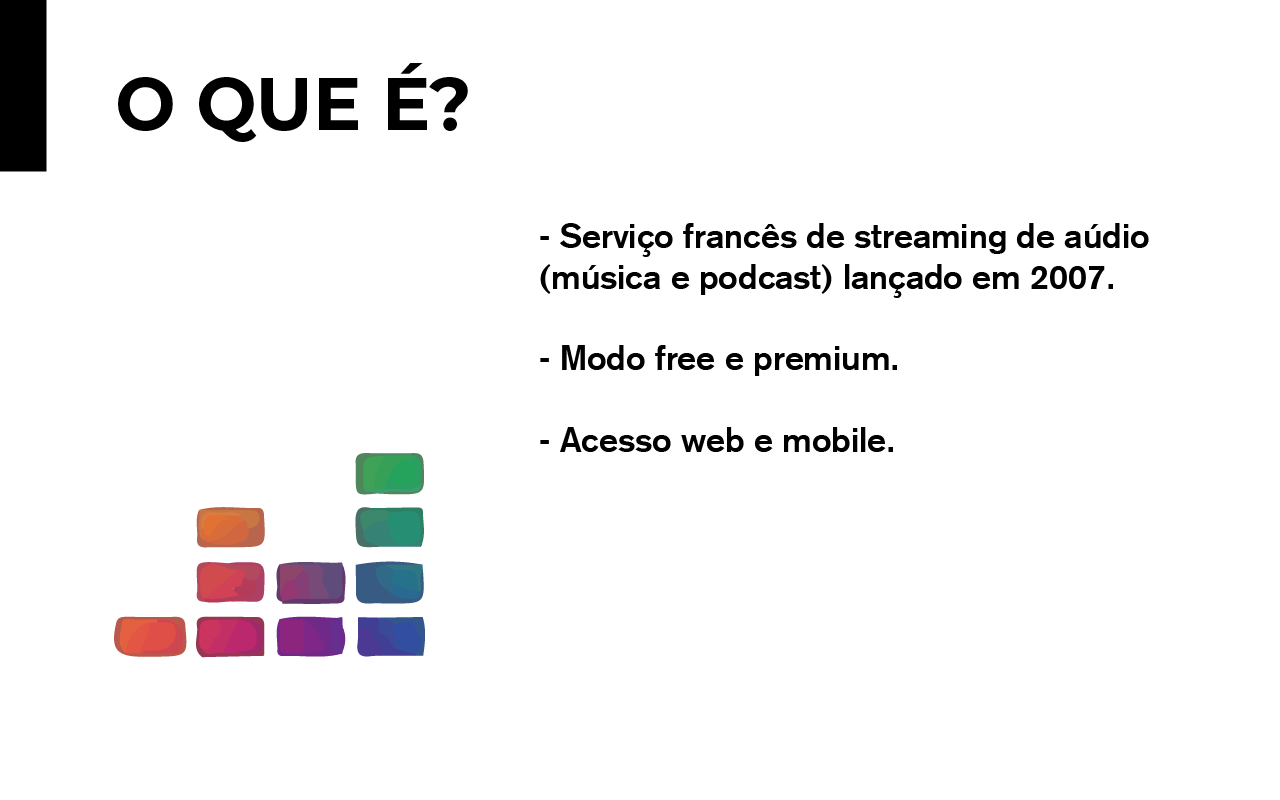 O QUE É?
- Serviço francês de streaming de aúdio
(música e podcast) lançado em 2007.
- Modo free e premium.
- Acesso web e mobile.